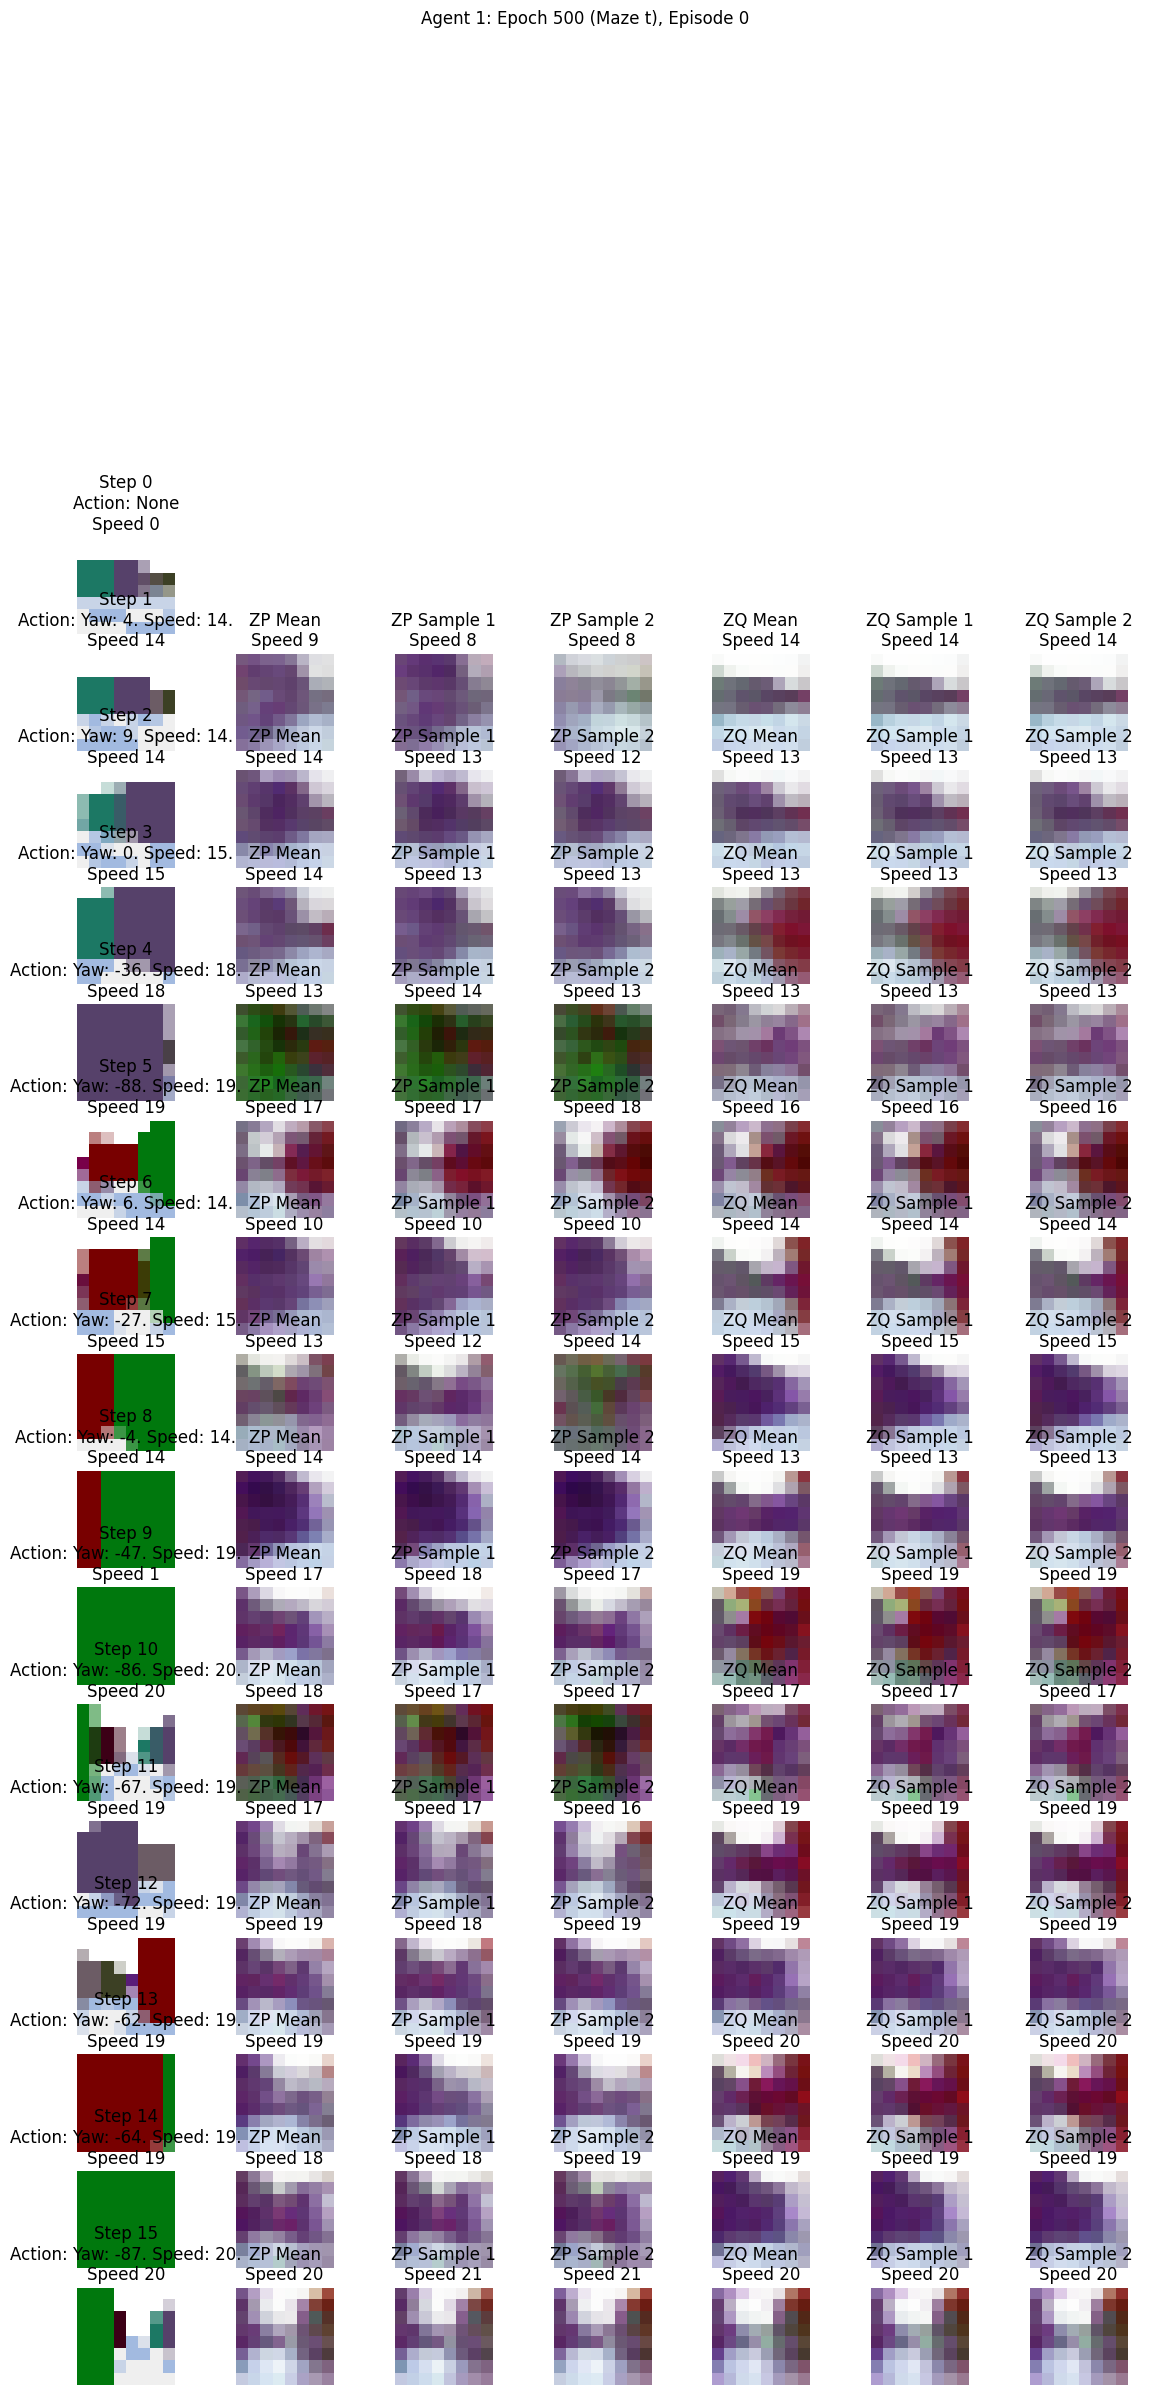 Agent 1: Epoch 500 (Maze t), Episode 0
Step 0
Action: None
Speed 0
Step 1
Action: Yaw: 4. Speed: 14. ZP Mean ZP Sample 1 ZP Sample 2 ZQ Mean ZQ Sample 1 ZQ Sample 2
Speed 14 Speed 9 Speed 8 Speed 8 Speed 14 Speed 14 Speed 14
Step 2
Action: Yaw: 9. Speed: 14. ZP Mean ZP Sample 1 ZP Sample 2 ZQ Mean ZQ Sample 1 ZQ Sample 2
Speed 14 Speed 14 Speed 13 Speed 12 Speed 13 Speed 13 Speed 13
Step 3
Action: Yaw: 0. Speed: 15. ZP Mean ZP Sample 1 ZP Sample 2 ZQ Mean ZQ Sample 1 ZQ Sample 2
Speed 15 Speed 14 Speed 13 Speed 13 Speed 13 Speed 13 Speed 13
Step 4
Action: Yaw: -36. Speed: 18. ZP Mean ZP Sample 1 ZP Sample 2 ZQ Mean ZQ Sample 1 ZQ Sample 2
Speed 18 Speed 13 Speed 14 Speed 13 Speed 13 Speed 13 Speed 13
Step 5
Action: Yaw: -88. Speed: 19. ZP Mean ZP Sample 1 ZP Sample 2 ZQ Mean ZQ Sample 1 ZQ Sample 2
Speed 19 Speed 17 Speed 17 Speed 18 Speed 16 Speed 16 Speed 16
Step 6
Action: Yaw: 6. Speed: 14. ZP Mean ZP Sample 1 ZP Sample 2 ZQ Mean ZQ Sample 1 ZQ Sample 2
Speed 14 Speed 10 Speed 10 Speed 10 Speed 14 Speed 14 Speed 14
Step 7
Action: Yaw: -27. Speed: 15. ZP Mean ZP Sample 1 ZP Sample 2 ZQ Mean ZQ Sample 1 ZQ Sample 2
Speed 15 Speed 13 Speed 12 Speed 14 Speed 15 Speed 15 Speed 15
Step 8
Action: Yaw: -4. Speed: 14. ZP Mean ZP Sample 1 ZP Sample 2 ZQ Mean ZQ Sample 1 ZQ Sample 2
Speed 14 Speed 14 Speed 14 Speed 14 Speed 13 Speed 13 Speed 13
Step 9
Action: Yaw: -47. Speed: 19. ZP Mean ZP Sample 1 ZP Sample 2 ZQ Mean ZQ Sample 1 ZQ Sample 2
Speed 1 Speed 17 Speed 18 Speed 17 Speed 19 Speed 19 Speed 19
Step 10
Action: Yaw: -86. Speed: 20. ZP Mean ZP Sample 1 ZP Sample 2 ZQ Mean ZQ Sample 1 ZQ Sample 2
Speed 20 Speed 18 Speed 17 Speed 17 Speed 17 Speed 17 Speed 17
Step 11
Action: Yaw: -67. Speed: 19. ZP Mean ZP Sample 1 ZP Sample 2 ZQ Mean ZQ Sample 1 ZQ Sample 2
Speed 19 Speed 17 Speed 17 Speed 16 Speed 19 Speed 19 Speed 19
Step 12
Action: Yaw: -72. Speed: 19. ZP Mean ZP Sample 1 ZP Sample 2 ZQ Mean ZQ Sample 1 ZQ Sample 2
Speed 19 Speed 19 Speed 18 Speed 19 Speed 19 Speed 19 Speed 19
Step 13
Action: Yaw: -62. Speed: 19. ZP Mean ZP Sample 1 ZP Sample 2 ZQ Mean ZQ Sample 1 ZQ Sample 2
Speed 19 Speed 19 Speed 19 Speed 19 Speed 20 Speed 20 Speed 20
Step 14
Action: Yaw: -64. Speed: 19. ZP Mean ZP Sample 1 ZP Sample 2 ZQ Mean ZQ Sample 1 ZQ Sample 2
Speed 19 Speed 18 Speed 18 Speed 19 Speed 19 Speed 19 Speed 19
Step 15
Action: Yaw: -87. Speed: 20. ZP Mean ZP Sample 1 ZP Sample 2 ZQ Mean ZQ Sample 1 ZQ Sample 2
Speed 20 Speed 20 Speed 21 Speed 21 Speed 20 Speed 20 Speed 20